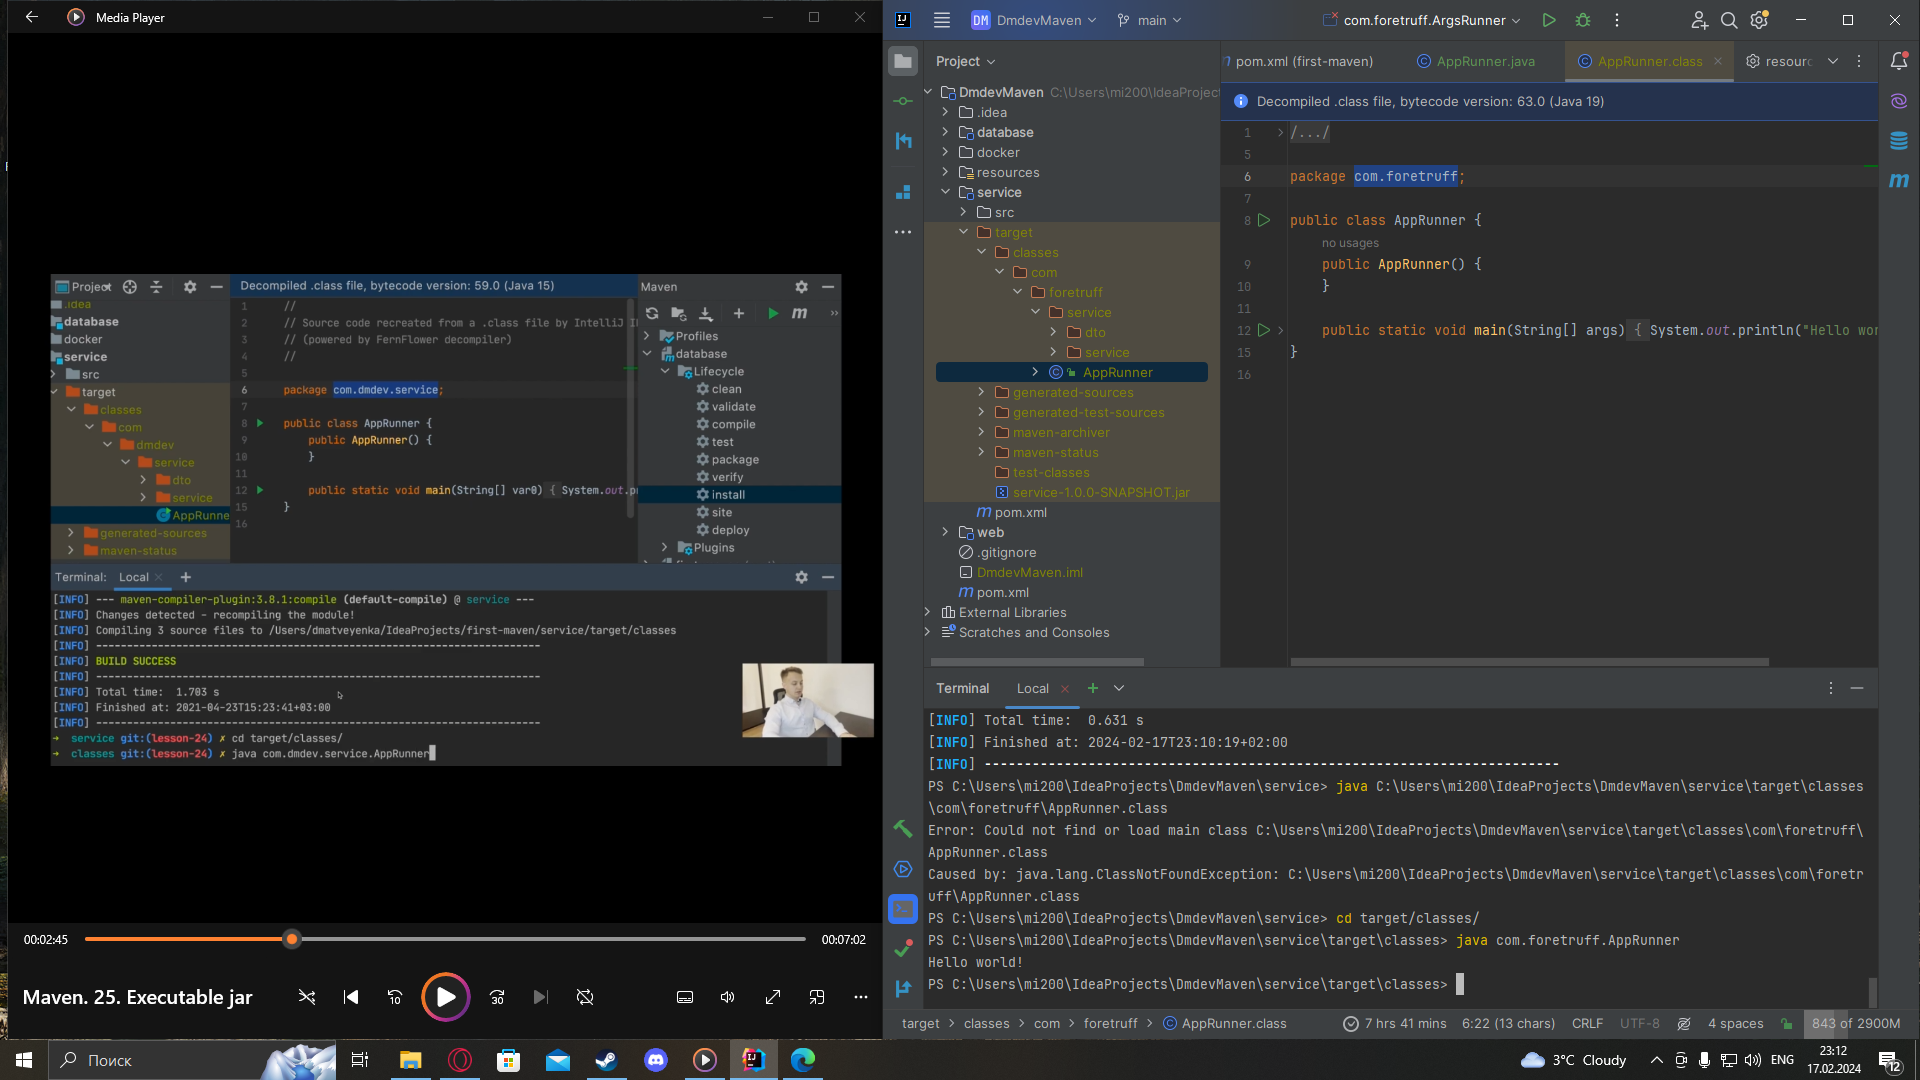 Media Player
Project
.idea
database
docker
service
src
target
classes
com
dmdev
service
dto
service
AppRunne
generated-sources
maven-status
Decompiled .class file, bytecode version: 59.0 (Java 15)
1 //
2 // Source code recreated from a .class file by IntelliJ I
3 // (powered by FernFlower decompiler)
4 //
5
6 package com.dmdev.service;
7
8 public class AppRunner {
9 public AppRunner() {
10 }
11
12 public static void main(String[] var0) { System.out.p
15 }
16
Maven
Profiles
database
Lifecycle
clean
validate
compile
test
package
verify
install
site
deploy
Plugins
Terminal: Local
[INFO] --- maven-compiler-plugin:3.8.1:compile (default-compile) @ service ---
[INFO] Changes detected - recompiling the module!
[INFO] Compiling 3 source files to /Users/dmatveyenka/IdeaProjects/first-maven/service/target/classes
[INFO] ------------------------------------------------------------------------
[INFO] BUILD SUCCESS
[INFO] ------------------------------------------------------------------------
[INFO] Total time: 1.703 s
[INFO] Finished at: 2021-04-23T15:23:41+03:00
[INFO] ------------------------------------------------------------------------
→ service git:(lesson-24) ✗ cd target/classes/
→ classes git:(lesson-24) ✗ java com.dmdev.service.AppRunner
00:02:45
00:07:02
Maven. 25. Executable jar
10
30
DM DmdevMaven
main
com.foretruff.ArgsRunner
Project
DmdevMaven C:\Users\mi200\IdeaProject
.idea
database
docker
resources
service
src
target
classes
com
foretruff
service
dto
service
AppRunner
generated-sources
generated-test-sources
maven-archiver
maven-status
test-classes
service-1.0.0-SNAPSHOT.jar
pom.xml
web
.gitignore
DmdevMaven.iml
pom.xml
External Libraries
Scratches and Consoles
pom.xml (first-maven)
AppRunner.java
AppRunner.class
resour
Decompiled .class file, bytecode version: 63.0 (Java 19)
1 /.../
5
6 package com.foretruff;
7
8 public class AppRunner {
no usages
9 public AppRunner() {
10 }
11
12 public static void main(String[] args) { System.out.println("Hello wor
15 }
16
Terminal Local
[INFO] Total time: 0.631 s
[INFO] Finished at: 2024-02-17T23:10:19+02:00
[INFO] ------------------------------------------------------------------------
PS C:\Users\mi200\IdeaProjects\DmdevMaven\service> java C:\Users\mi200\IdeaProjects\DmdevMaven\service\target\classes
\com\foretruff\AppRunner.class
Error: Could not find or load main class C:\Users\mi200\IdeaProjects\DmdevMaven\service\target\classes\com\foretruff\
AppRunner.class
Caused by: java.lang.ClassNotFoundException: C:\Users\mi200\IdeaProjects\DmdevMaven\service\target\classes\com\foretr
uff\AppRunner.class
PS C:\Users\mi200\IdeaProjects\DmdevMaven\service> cd target/classes/
PS C:\Users\mi200\IdeaProjects\DmdevMaven\service\target\classes> java com.foretruff.AppRunner
Hello world!
PS C:\Users\mi200\IdeaProjects\DmdevMaven\service\target\classes>
target > classes > com > foretruff > AppRunner.class
7 hrs 41 mins
6:22 (13 chars)
CRLF
UTF-8
4 spaces
843 of 2900M
Поиск
3°C Cloudy
ENG
23:12
17.02.2024
12